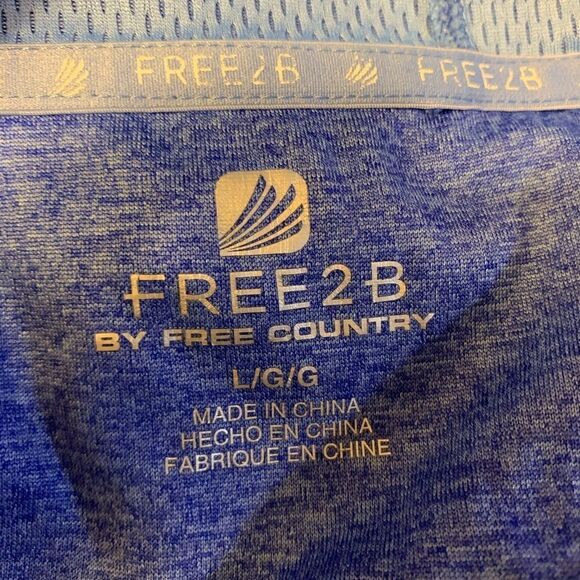 FREE2B FREE2B
FREE2B
BY FREE COUNTRY
L/G/G
MADE IN CHINA
HECHO EN CHINA
FABRIQUE EN CHINE